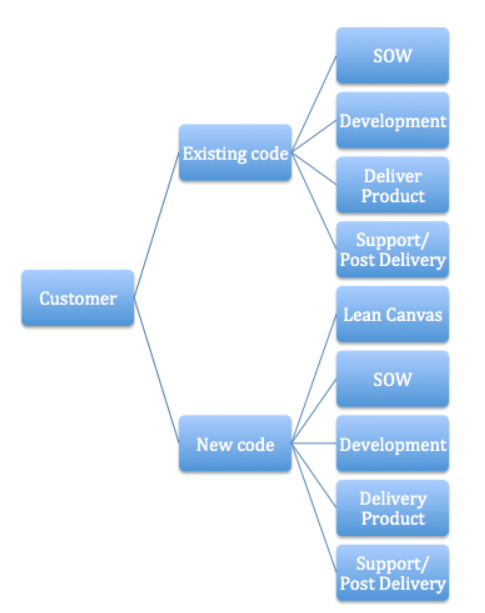 SOW
Existing code
Development
Deliver
Product
Support/
Post Delivery
Customer
Lean Canvas
SOW
New code
Development
Delivery
Product
Support/
Post Delivery